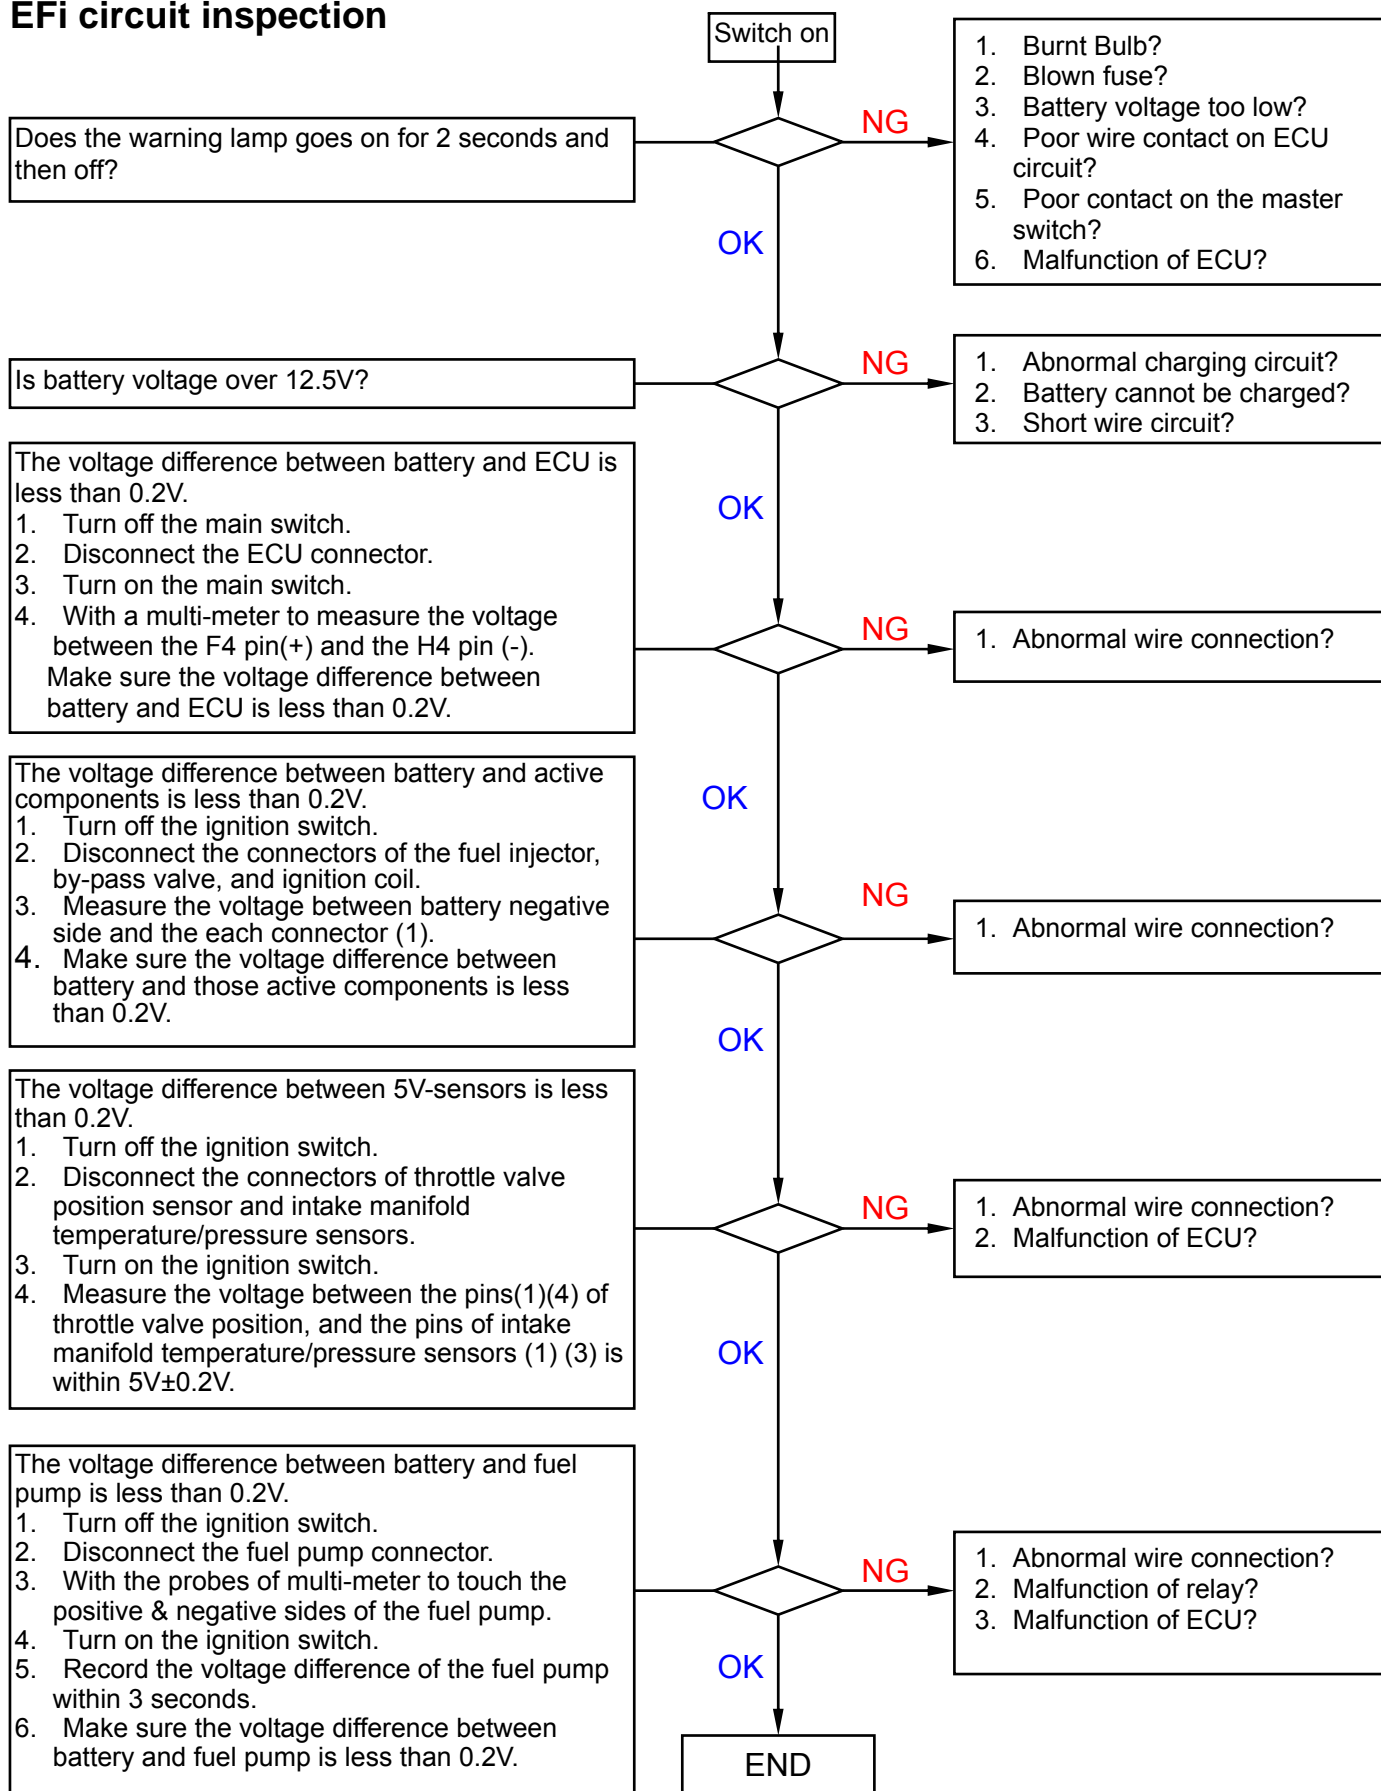 EFi circuit inspection
Switch on
Does the warning lamp goes on for 2 seconds and
then off?
NG
1. Burnt Bulb?
2. Blown fuse?
3. Battery voltage too low?
4. Poor wire contact on ECU
circuit?
5. Poor contact on the master
switch?
6. Malfunction of ECU?
OK
Is battery voltage over 12.5V?
NG
1. Abnormal charging circuit?
2. Battery cannot be charged?
3. Short wire circuit?
OK
The voltage difference between battery and ECU is
less than 0.2V.
1. Turn off the main switch.
2. Disconnect the ECU connector.
3. Turn on the main switch.
4. With a multi-meter to measure the voltage
between the F4 pin(+) and the H4 pin (-).
Make sure the voltage difference between
battery and ECU is less than 0.2V.
NG
1. Abnormal wire connection?
OK
The voltage difference between battery and active
components is less than 0.2V.
1. Turn off the ignition switch.
2. Disconnect the connectors of the fuel injector,
by-pass valve, and ignition coil.
3. Measure the voltage between battery negative
side and the each connector (1).
4. Make sure the voltage difference between
battery and those active components is less
than 0.2V.
NG
1. Abnormal wire connection?
OK
The voltage difference between 5V-sensors is less
than 0.2V.
1. Turn off the ignition switch.
2. Disconnect the connectors of throttle valve
position sensor and intake manifold
temperature/pressure sensors.
3. Turn on the ignition switch.
4. Measure the voltage between the pins(1)(4) of
throttle valve position, and the pins of intake
manifold temperature/pressure sensors (1) (3) is
within 5V±0.2V.
NG
1. Abnormal wire connection?
2. Malfunction of ECU?
OK
The voltage difference between battery and fuel
pump is less than 0.2V.
1. Turn off the ignition switch.
2. Disconnect the fuel pump connector.
3. With the probes of multi-meter to touch the
positive & negative sides of the fuel pump.
4. Turn on the ignition switch.
5. Record the voltage difference of the fuel pump
within 3 seconds.
6. Make sure the voltage difference between
battery and fuel pump is less than 0.2V.
NG
1. Abnormal wire connection?
2. Malfunction of relay?
3. Malfunction of ECU?
OK
END